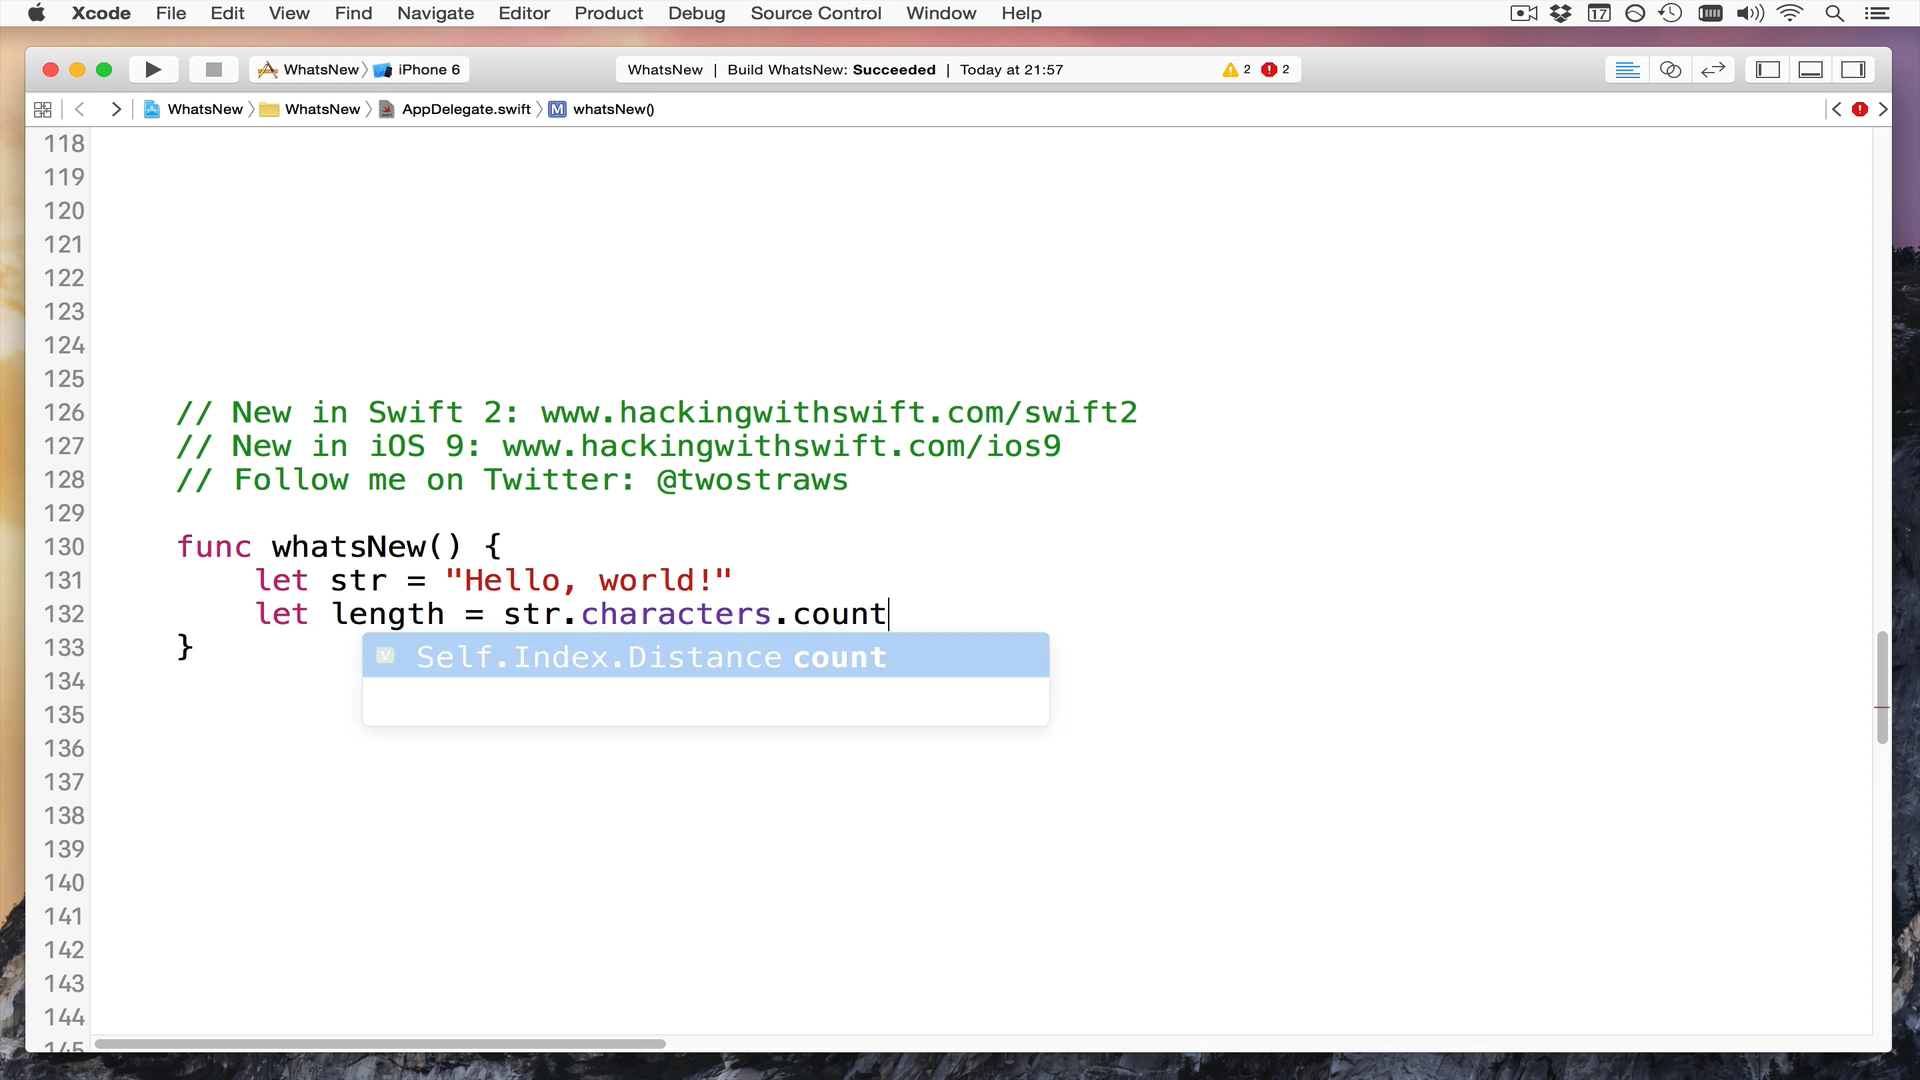 Xcode File Edit View Find Navigate Editor Product Debug Source Control Window Help 17
WhatsNew iPhone 6 WhatsNew | Build WhatsNew: Succeeded | Today at 21:57 2 2
WhatsNew WhatsNew AppDelegate.swift M whatsNew()
118
119
120
121
122
123
124
125
126 // New in Swift 2: www.hackingwithswift.com/swift2
127 // New in iOS 9: www.hackingwithswift.com/ios9
128 // Follow me on Twitter: @twostraws
129
130 func whatsNew() {
131 let str = "Hello, world!"
132 let length = str.characters.count
133 }
V Self.Index.Distance count
134
135
136
137
138
139
140
141
142
143
144
145